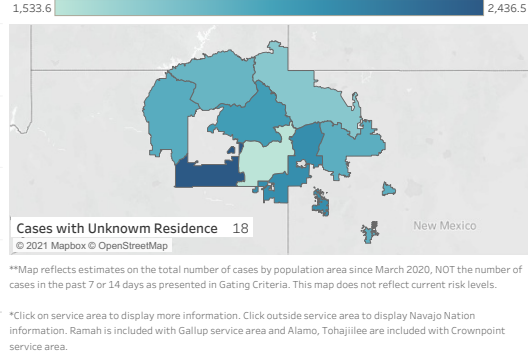 1,533.6 2,436.5
New Mexico
Cases with Unknowm Residence 18
© 2021 Mapbox © OpenStreetMap
**Map reflects estimates on the total number of cases by population area since March 2020, NOT the number of
cases in the past 7 or 14 days as presented in Gating Criteria. This map does not reflect current risk levels.
*Click on service area to display more information. Click outside service area to display Navajo Nation
information. Ramah is included with Gallup service area and Alamo, Tohajiilee are included with Crownpoint
service area.